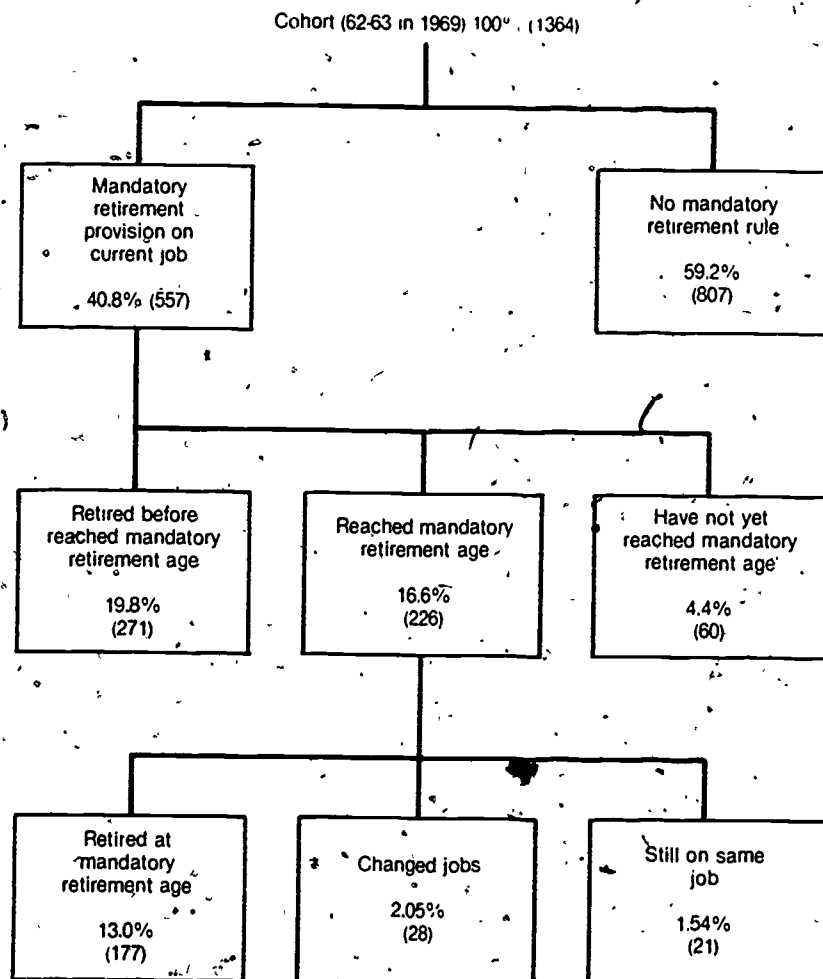 Cohort (62-63 in 1969) 100% (1364)
Mandatory
retirement
provision on
current job
40.8% (557)
No mandatory
retirement rule
59.2%
(807)
Retired before
reached mandatory
retirement age
19.8%
(271)
Reached mandatory
retirement age
16.6%
(226)
Have not yet
reached mandatory
retirement age
4.4%
(60)
Retired at
mandatory
retirement age
13.0%
(177)
Changed jobs
2.05%
(28)
Still on same
job
1.54%
(21)